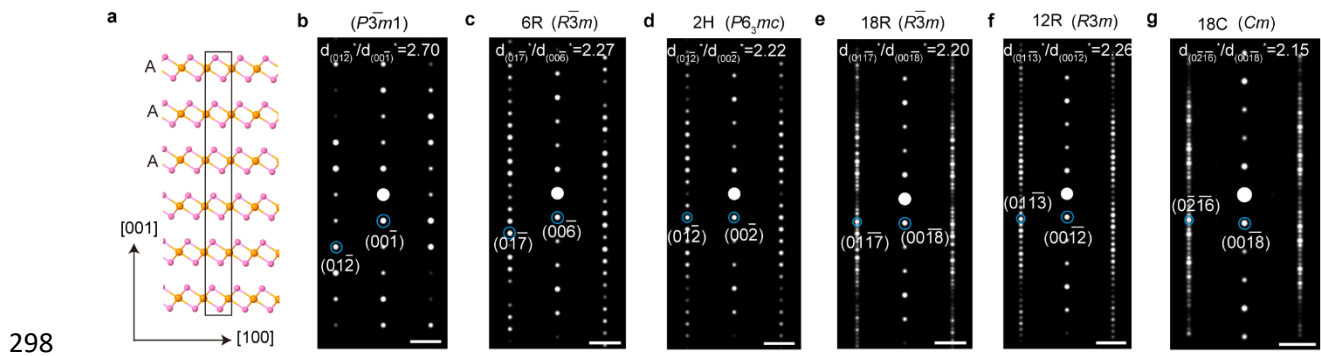 a
b (P3̄m1)
c 6R (R3̄m)
d 2H (P6₃mc)
e 18R (R3̄m)
f 12R (R3m)
g 18C (Cm)
d(012̄)*/d(001̄)*=2.70
d(017̄)*/d(006̄)*=2.27
d(012̄)*/d(002̄)*=2.22
d(011̄7̄)*/d(001̄8̄)*=2.20
d(011̄3̄)*/d(001̄2̄)*=2.26
d(021̄6̄)*/d(001̄8̄)*=2.15
A
A
A
[001]
[100]
(001̄)
(012̄)
(006̄)
(017̄)
(012̄)
(002̄)
(011̄7̄)
(001̄8̄)
(011̄3̄)
(001̄2̄)
(021̄6̄)
(001̄8̄)
298